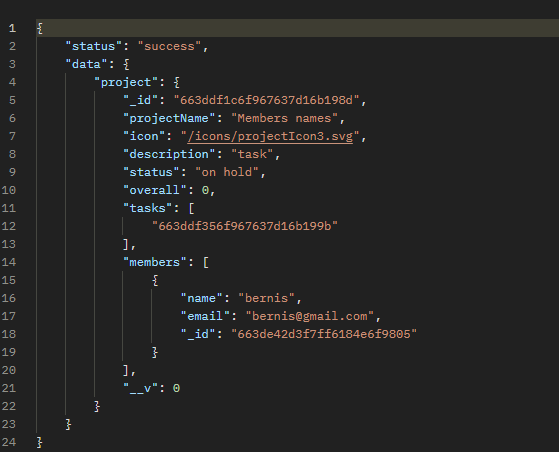 1 {
2     "status": "success",
3     "data": {
4         "project": {
5             "_id": "663ddf1c6f967637d16b198d",
6             "projectName": "Members names",
7             "icon": "/icons/projectIcon3.svg",
8             "description": "task",
9             "status": "on hold",
10             "overall": 0,
11             "tasks": [
12                 "663ddf356f967637d16b199b"
13             ],
14             "members": [
15                 {
16                     "name": "bernis",
17                     "email": "bernis@gmail.com",
18                     "_id": "663de42d3f7ff6184e6f9805"
19                 }
20             ],
21             "__v": 0
22         }
23     }
24 }